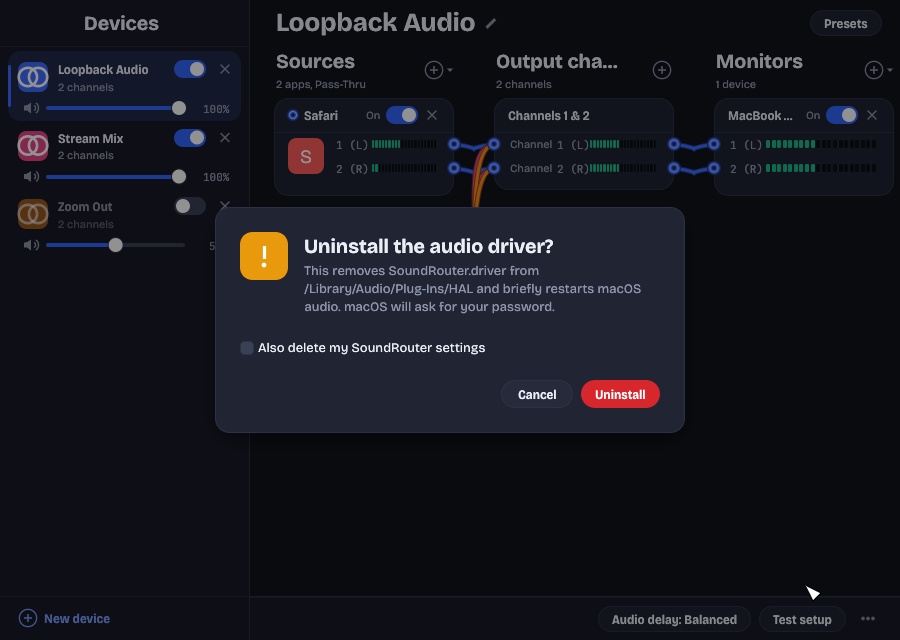 Devices
Loopback Audio
2 channels
100%
Stream Mix
2 channels
100%
Zoom Out
2 channels
New device
Loopback Audio
Presets
Sources
2 apps, Pass-Thru
Output cha...
2 channels
Monitors
1 device
Safari
On
S
1 (L)
2 (R)
Channels 1 & 2
Channel 1 (L)
Channel 2 (R)
MacBook ...
On
1 (L)
2 (R)
!
Uninstall the audio driver?
This removes SoundRouter.driver from
/Library/Audio/Plug-Ins/HAL and briefly restarts macOS
audio. macOS will ask for your password.
Also delete my SoundRouter settings
Cancel
Uninstall
Audio delay: Balanced
Test setup